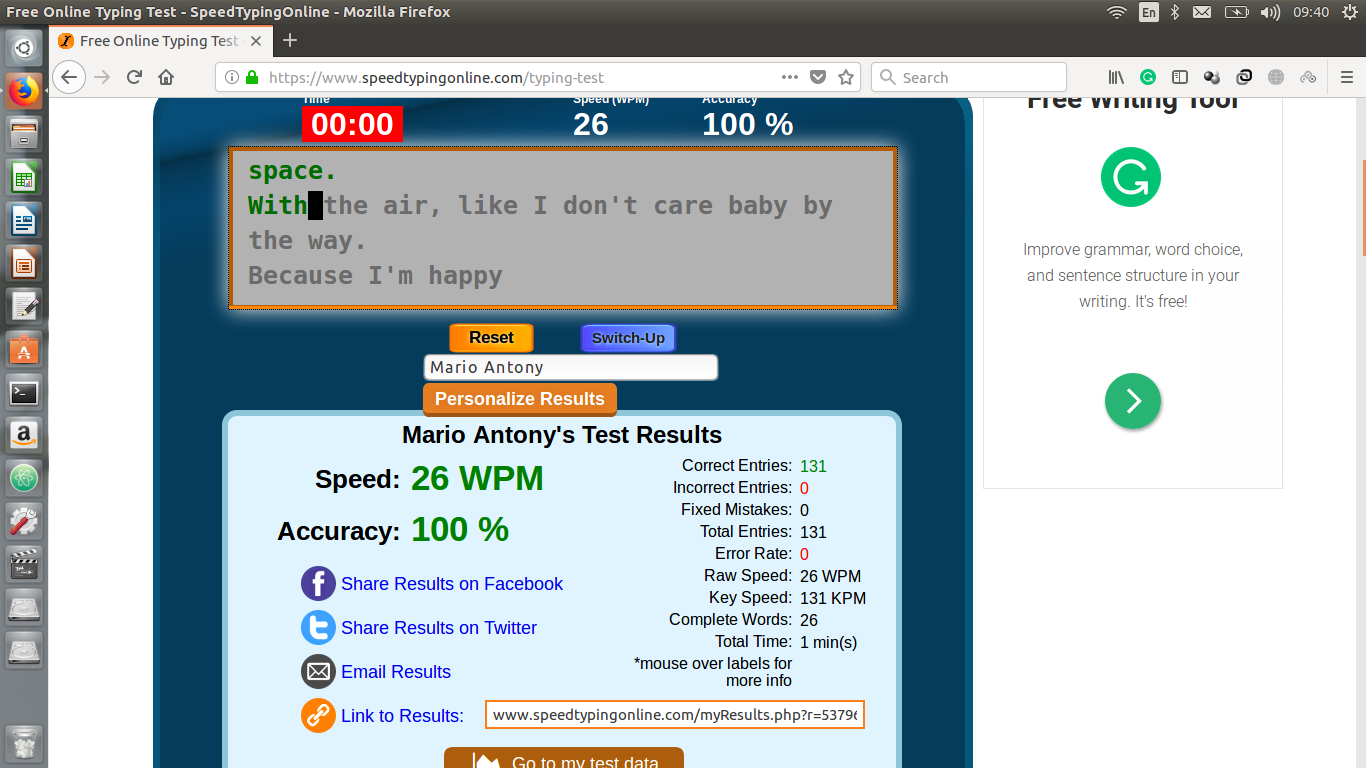 Free Online Typing Test - SpeedTypingOnline - Mozilla Firefox
En
09:40
Free Online Typing Test
https://www.speedtypingonline.com/typing-test
Search
Time
Speed (WPM)
Accuracy
00:00
26
100 %
space.
With the air, like I don't care baby by
the way.
Because I'm happy
Reset
Switch-Up
Mario Antony
Personalize Results
Mario Antony's Test Results
Speed: 26 WPM
Accuracy: 100 %
Share Results on Facebook
Share Results on Twitter
Email Results
Link to Results:
www.speedtypingonline.com/myResults.php?r=5379
Correct Entries: 131
Incorrect Entries: 0
Fixed Mistakes: 0
Total Entries: 131
Error Rate: 0
Raw Speed: 26 WPM
Key Speed: 131 KPM
Complete Words: 26
Total Time: 1 min(s)
*mouse over labels for
more info
Go to my test data
Free Writing Tool
Improve grammar, word choice,
and sentence structure in your
writing. It's free!